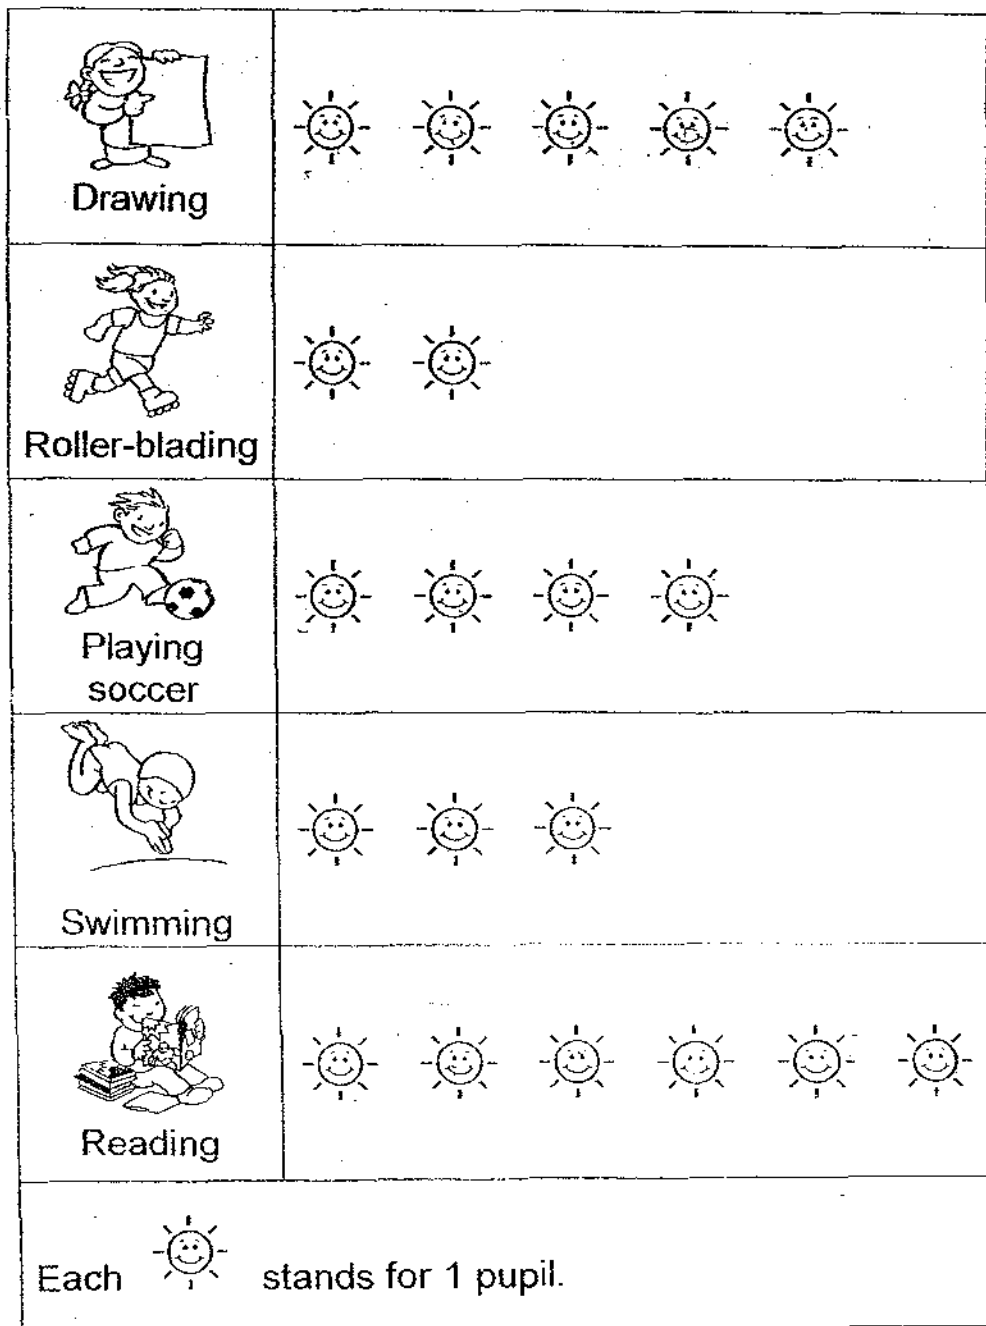 Drawing
Roller-blading
Playing
soccer
Swimming
Reading
Each stands for 1 pupil.